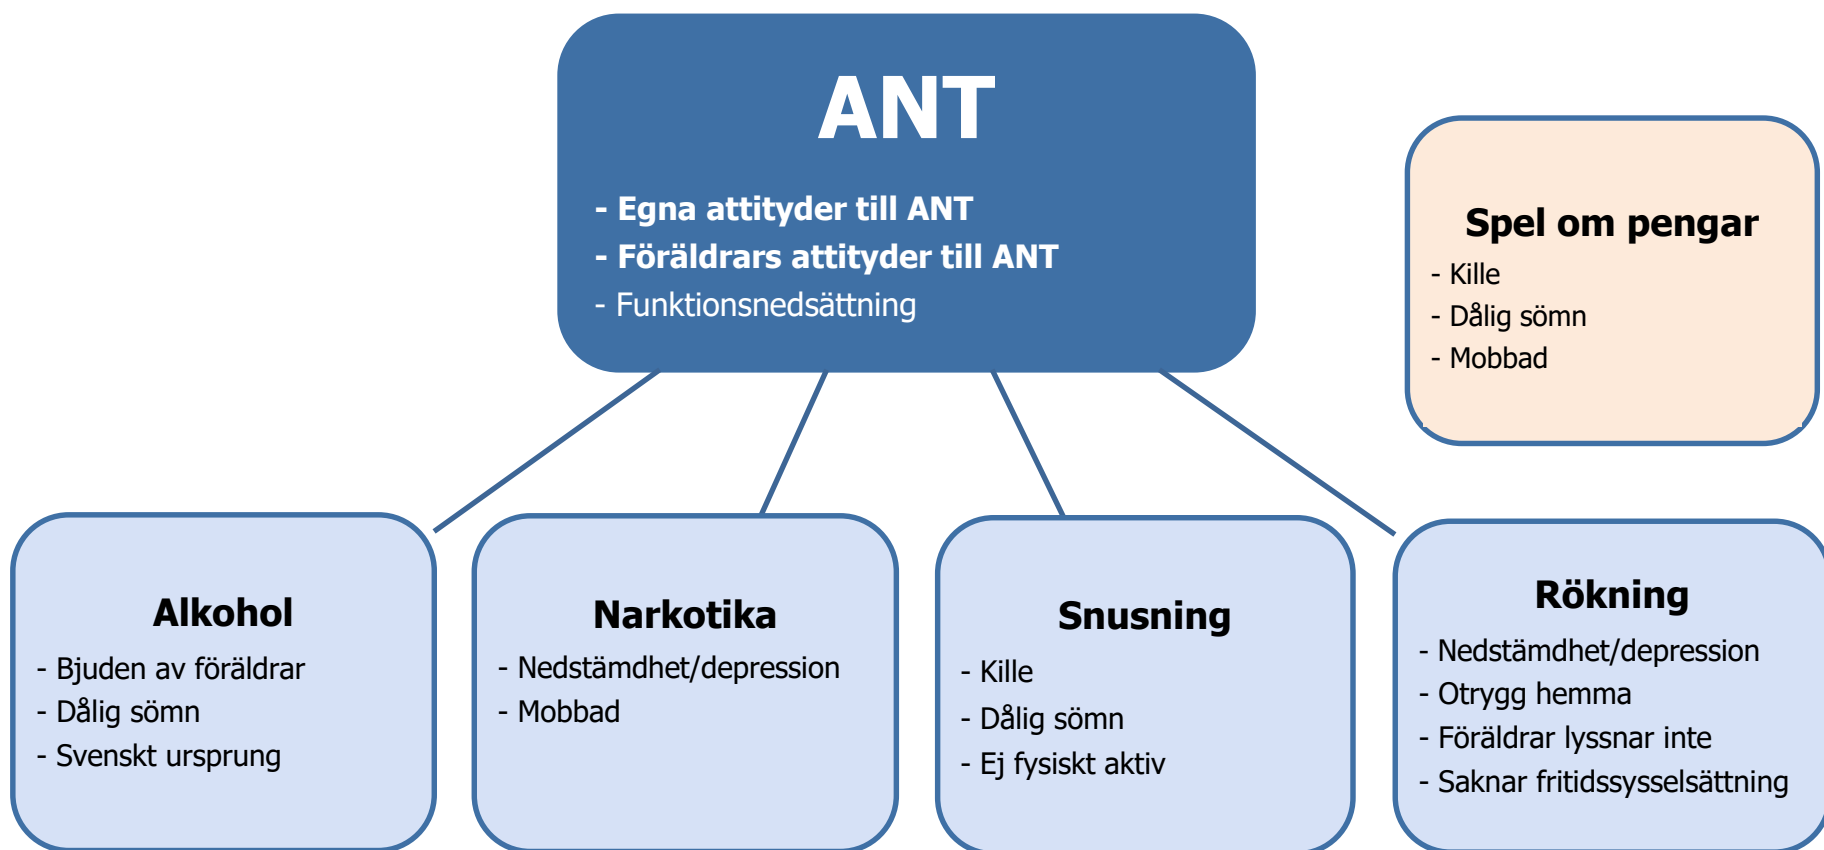 ANT
- Egna attityder till ANT
- Föräldrars attityder till ANT
- Funktionsnedsättning
Spel om pengar
- Kille
- Dålig sömn
- Mobbad
Alkohol
- Bjuden av föräldrar
- Dålig sömn
- Svenskt ursprung
Narkotika
- Nedstämdhet/depression
- Mobbad
Snusning
- Kille
- Dålig sömn
- Ej fysiskt aktiv
Rökning
- Nedstämdhet/depression
- Otrygg hemma
- Föräldrar lyssnar inte
- Saknar fritidssysselsättning